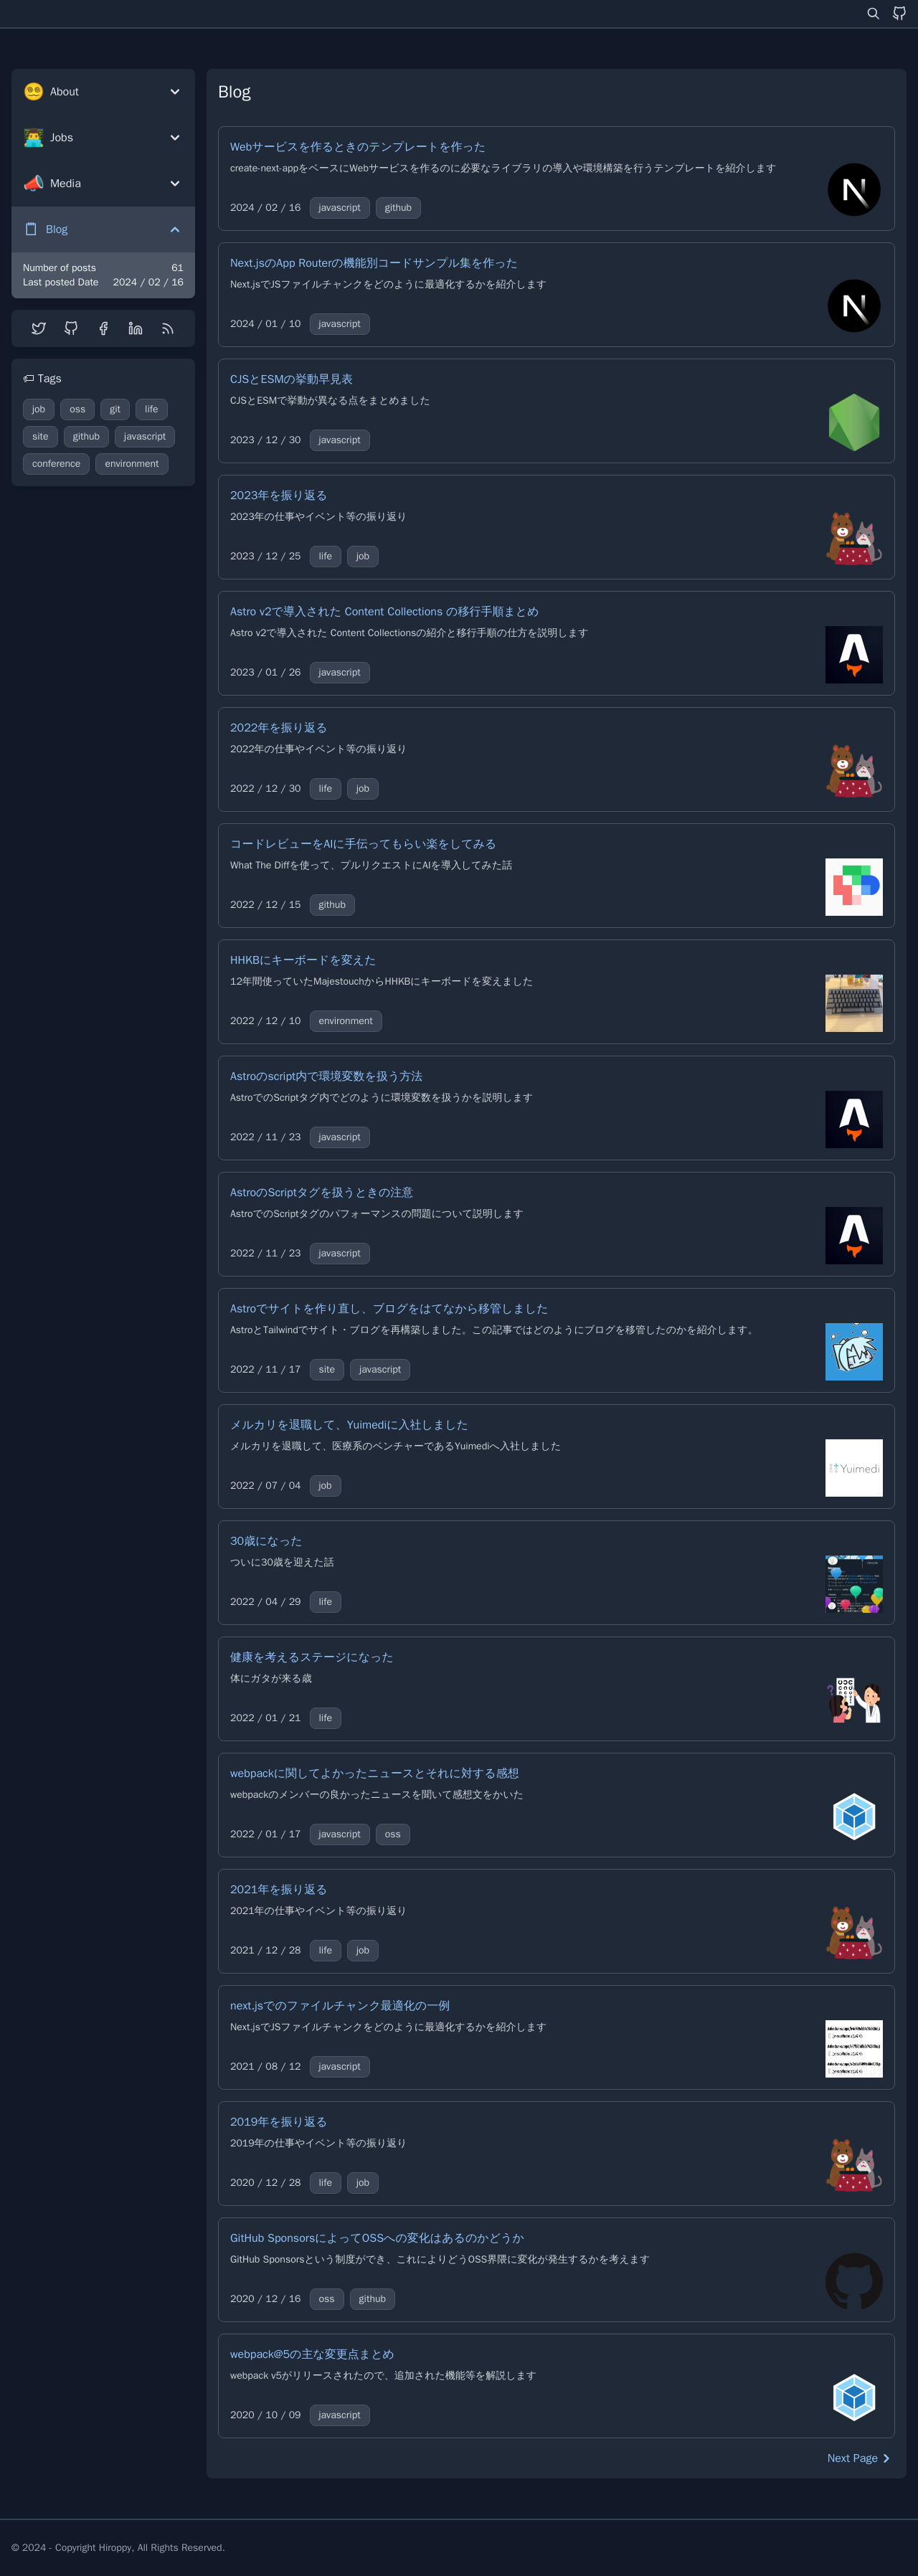 About
Jobs
Media
Blog
Number of posts 61
Last posted Date 2024 / 02 / 16
Tags
job oss git life
site github javascript
conference environment
Blog
Webサービスを作るときのテンプレートを作った
create-next-appをベースにWebサービスを作るのに必要なライブラリの導入や環境構築を行うテンプレートを紹介します
2024 / 02 / 16 javascript github
Next.jsのApp Routerの機能別コードサンプル集を作った
Next.jsでJSファイルチャンクをどのように最適化するかを紹介します
2024 / 01 / 10 javascript
CJSとESMの挙動早見表
CJSとESMで挙動が異なる点をまとめました
2023 / 12 / 30 javascript
2023年を振り返る
2023年の仕事やイベント等の振り返り
2023 / 12 / 25 life job
Astro v2で導入された Content Collections の移行手順まとめ
Astro v2で導入された Content Collectionsの紹介と移行手順の仕方を説明します
2023 / 01 / 26 javascript
2022年を振り返る
2022年の仕事やイベント等の振り返り
2022 / 12 / 30 life job
コードレビューをAIに手伝ってもらい楽をしてみる
What The Diffを使って、プルリクエストにAIを導入してみた話
2022 / 12 / 15 github
HHKBにキーボードを変えた
12年間使っていたMajestouchからHHKBにキーボードを変えました
2022 / 12 / 10 environment
Astroのscript内で環境変数を扱う方法
AstroでのScriptタグ内でどのように環境変数を扱うかを説明します
2022 / 11 / 23 javascript
AstroのScriptタグを扱うときの注意
AstroでのScriptタグのパフォーマンスの問題について説明します
2022 / 11 / 23 javascript
Astroでサイトを作り直し、ブログをはてなから移管しました
AstroとTailwindでサイト・ブログを再構築しました。この記事ではどのようにブログを移管したのかを紹介します。
2022 / 11 / 17 site javascript
メルカリを退職して、Yuimediに入社しました
メルカリを退職して、医療系のベンチャーであるYuimediへ入社しました
Yuimedi
2022 / 07 / 04 job
30歳になった
ついに30歳を迎えた話
2022 / 04 / 29 life
健康を考えるステージになった
体にガタが来る歳
2022 / 01 / 21 life
webpackに関してよかったニュースとそれに対する感想
webpackのメンバーの良かったニュースを聞いて感想文をかいた
2022 / 01 / 17 javascript oss
2021年を振り返る
2021年の仕事やイベント等の振り返り
2021 / 12 / 28 life job
next.jsでのファイルチャンク最適化の一例
Next.jsでJSファイルチャンクをどのように最適化するかを紹介します
2021 / 08 / 12 javascript
2019年を振り返る
2019年の仕事やイベント等の振り返り
2020 / 12 / 28 life job
GitHub SponsorsによってOSSへの変化はあるのかどうか
GitHub Sponsorsという制度ができ、これによりどうOSS界隈に変化が発生するかを考えます
2020 / 12 / 16 oss github
webpack@5の主な変更点まとめ
webpack v5がリリースされたので、追加された機能等を解説します
2020 / 10 / 09 javascript
Next Page
© 2024 - Copyright Hiroppy, All Rights Reserved.